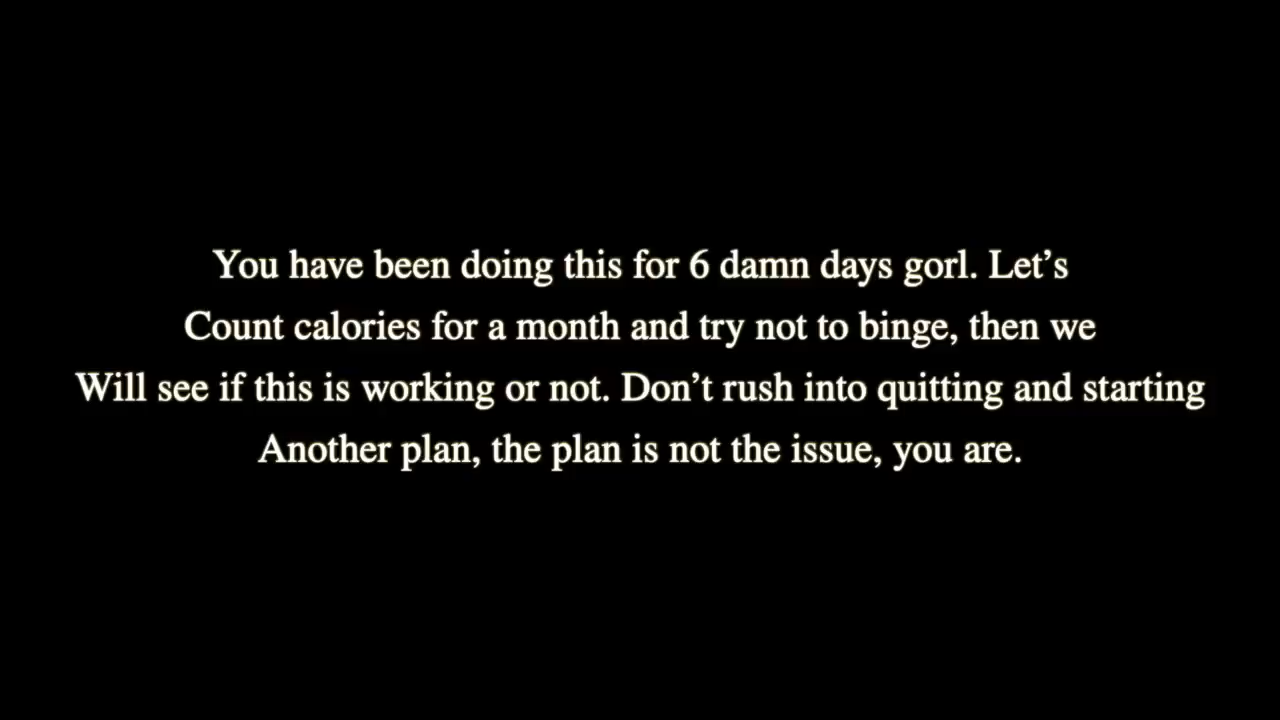 You have been doing this for 6 damn days gorl. Let’s
Count calories for a month and try not to binge, then we
Will see if this is working or not. Don’t rush into quitting and starting
Another plan, the plan is not the issue, you are.